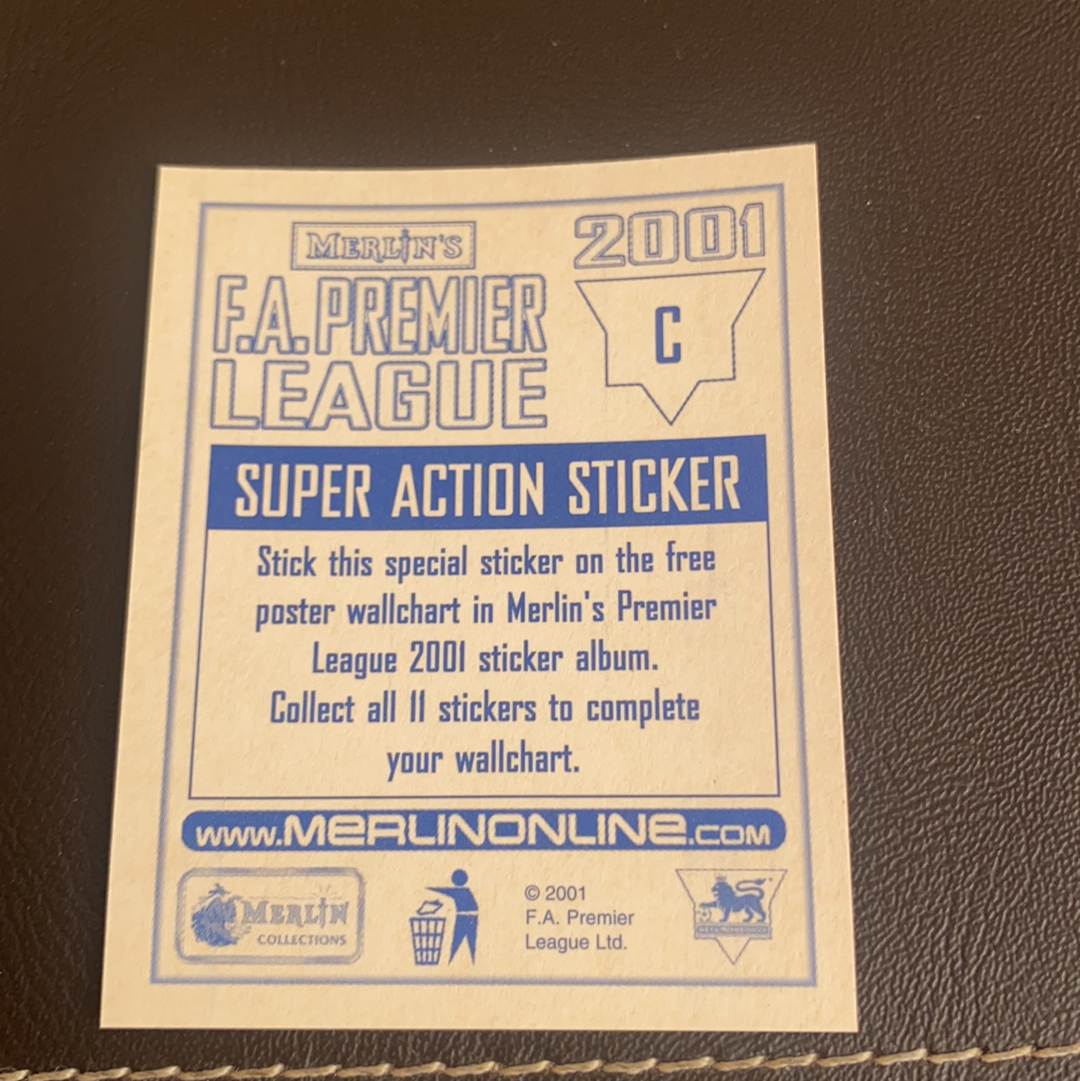 MERLIN'S
F.A. PREMIER
LEAGUE
2001
C
SUPER ACTION STICKER
Stick this special sticker on the free
poster wallchart in Merlin's Premier
League 2001 sticker album.
Collect all 11 stickers to complete
your wallchart.
www.MERLINONLINE.COM
MERLIN
COLLECTIONS
© 2001
F.A. Premier
League Ltd.